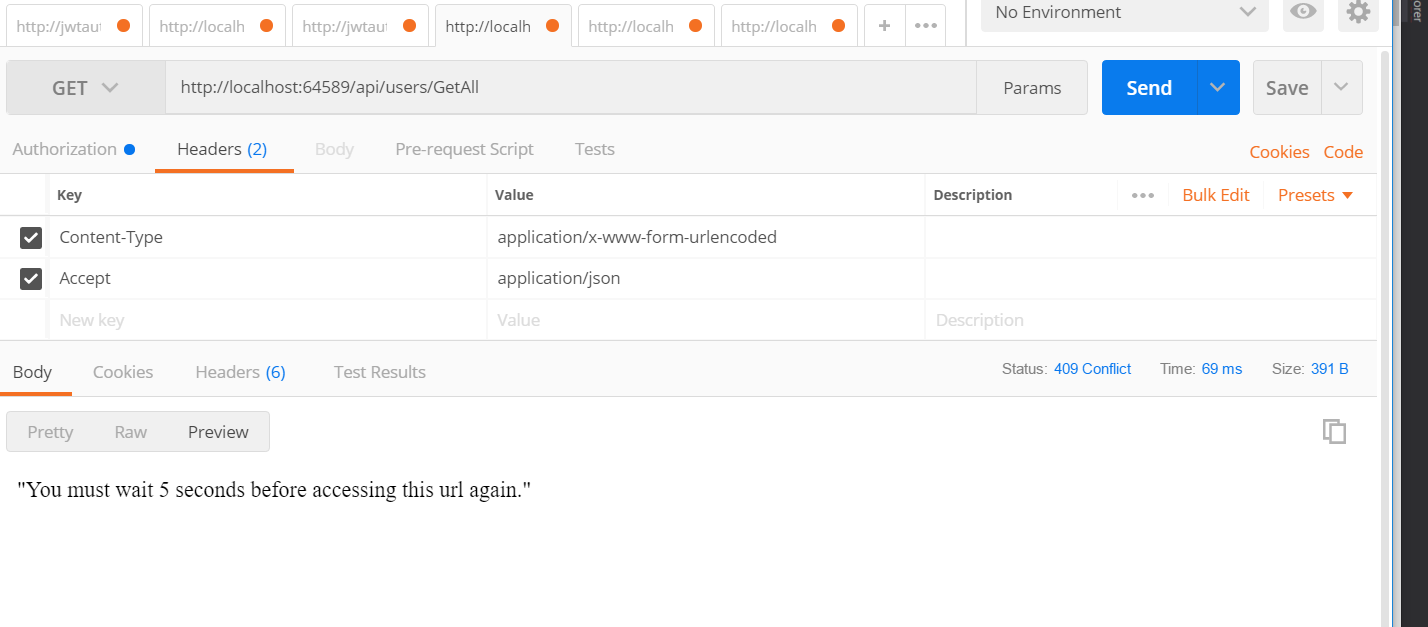 http://jwtaut http://localh http://jwtaut http://localh http://localh http://localh + ••• No Environment
GET http://localhost:64589/api/users/GetAll Params Send Save
Authorization Headers (2) Body Pre-request Script Tests Cookies Code
Key Value Description ••• Bulk Edit Presets
Content-Type application/x-www-form-urlencoded
Accept application/json
New key Value Description
Body Cookies Headers (6) Test Results Status: 409 Conflict Time: 69 ms Size: 391 B
Pretty Raw Preview
"You must wait 5 seconds before accessing this url again."
orer